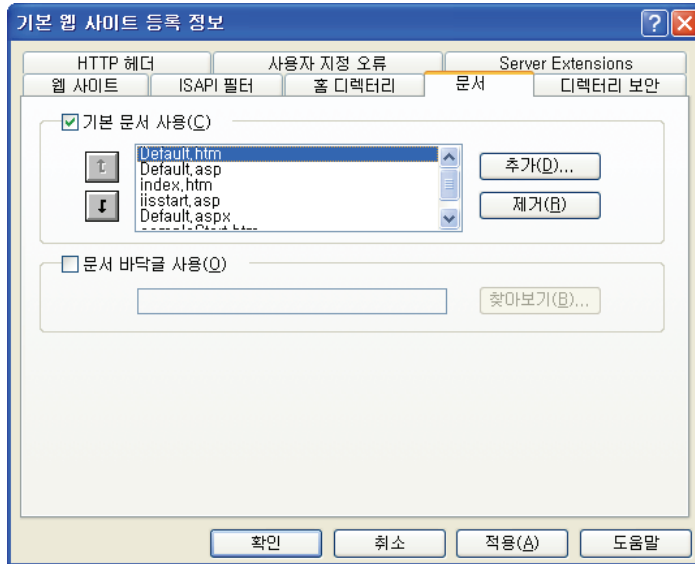 기본 웹 사이트 등록 정보
HTTP 헤더 사용자 지정 오류 Server Extensions
웹 사이트 ISAPI 필터 홈 디렉터리 문서 디렉터리 보안
기본 문서 사용(C)
Default.htm
Default.asp
index.htm
iisstart.asp
Default.aspx
추가(D)...
제거(R)
문서 바닥글 사용(O)
찾아보기(B)...
확인 취소 적용(A) 도움말